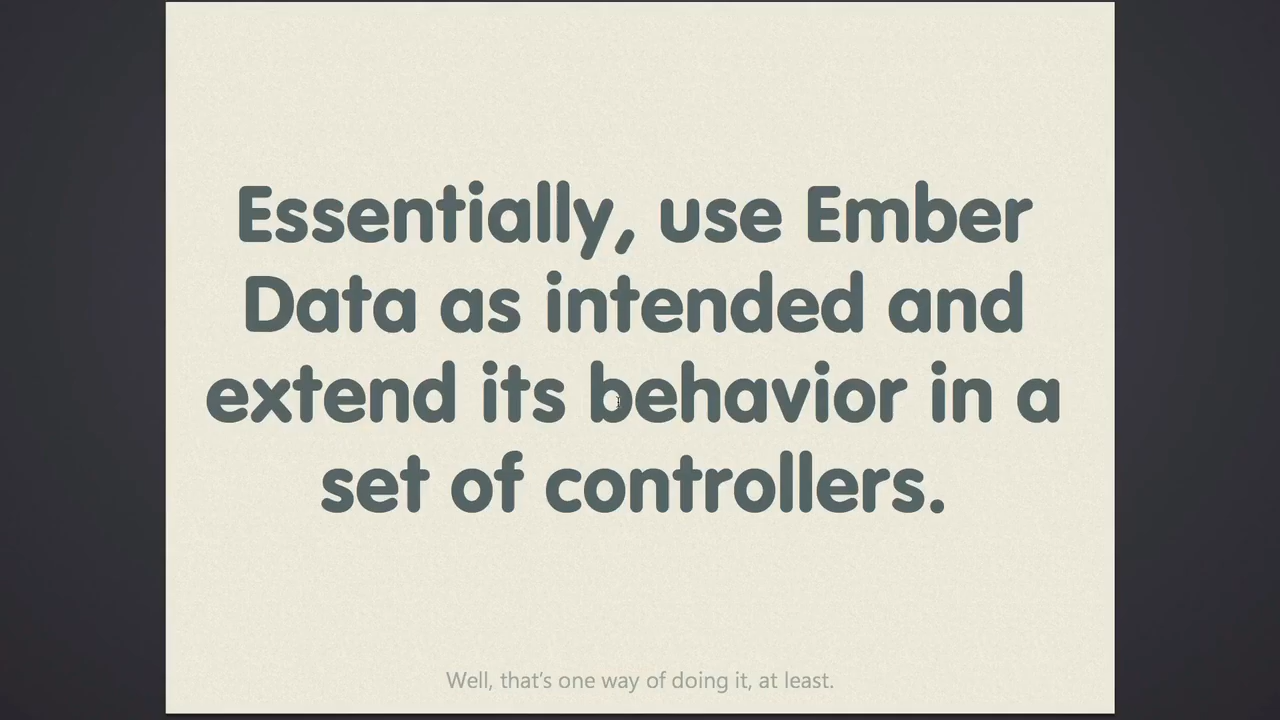 Essentially, use Ember
Data as intended and
extend its behavior in a
set of controllers.
Well, that's one way of doing it, at least.